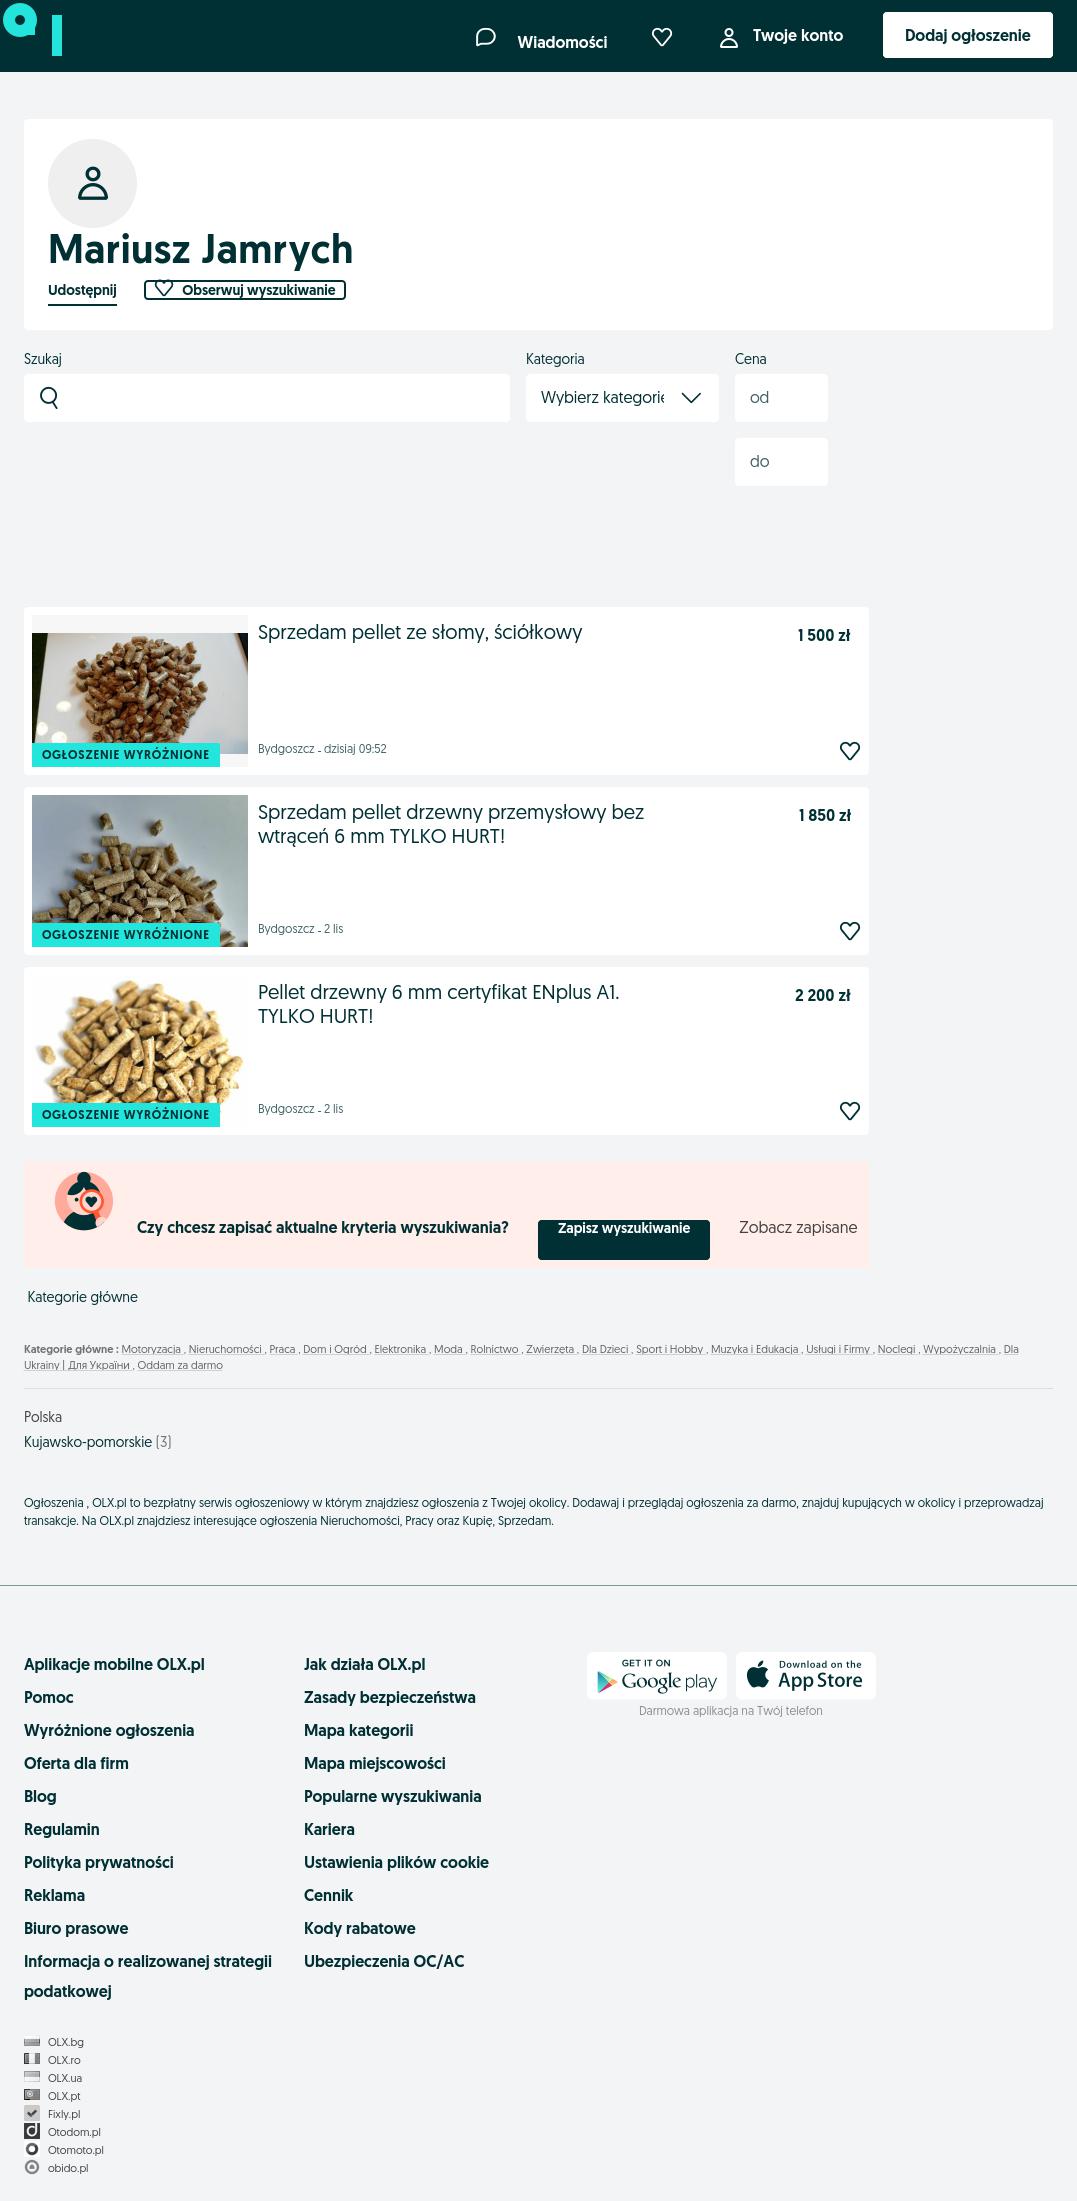 Wiadomości
Twoje konto
Dodaj ogłoszenie
Mariusz Jamrych
Udostępnij
Obserwuj wyszukiwanie
Szukaj
Kategoria
Cena
Wybierz kategorię
od
do
Sprzedam pellet ze słomy, ściółkowy
1 500 zł
OGŁOSZENIE WYRÓŻNIONE
Bydgoszcz - dzisiaj 09:52
Sprzedam pellet drzewny przemysłowy bez
wtrąceń 6 mm TYLKO HURT!
1 850 zł
OGŁOSZENIE WYRÓŻNIONE
Bydgoszcz - 2 lis
Pellet drzewny 6 mm certyfikat ENplus A1.
TYLKO HURT!
2 200 zł
OGŁOSZENIE WYRÓŻNIONE
Bydgoszcz - 2 lis
Czy chcesz zapisać aktualne kryteria wyszukiwania?
Zapisz wyszukiwanie
Zobacz zapisane
Kategorie główne
Kategorie główne : Motoryzacja , Nieruchomości , Praca , Dom i Ogród , Elektronika , Moda , Rolnictwo , Zwierzęta , Dla Dzieci , Sport i Hobby , Muzyka i Edukacja , Usługi i Firmy , Noclegi , Wypożyczalnia , Dla
Ukrainy | Для України , Oddam za darmo
Polska
Kujawsko-pomorskie (3)
Ogłoszenia , OLX.pl to bezpłatny serwis ogłoszeniowy w którym znajdziesz ogłoszenia z Twojej okolicy. Dodawaj i przeglądaj ogłoszenia za darmo, znajduj kupujących w okolicy i przeprowadzaj
transakcje. Na OLX.pl znajdziesz interesujące ogłoszenia Nieruchomości, Pracy oraz Kupię, Sprzedam.
Aplikacje mobilne OLX.pl
Pomoc
Wyróżnione ogłoszenia
Oferta dla firm
Blog
Regulamin
Polityka prywatności
Reklama
Biuro prasowe
Informacja o realizowanej strategii
podatkowej
Jak działa OLX.pl
Zasady bezpieczeństwa
Mapa kategorii
Mapa miejscowości
Popularne wyszukiwania
Kariera
Ustawienia plików cookie
Cennik
Kody rabatowe
Ubezpieczenia OC/AC
GET IT ON
Google play
Download on the
App Store
Darmowa aplikacja na Twój telefon
OLX.bg
OLX.ro
OLX.ua
OLX.pt
Fixly.pl
Otodom.pl
Otomoto.pl
obido.pl